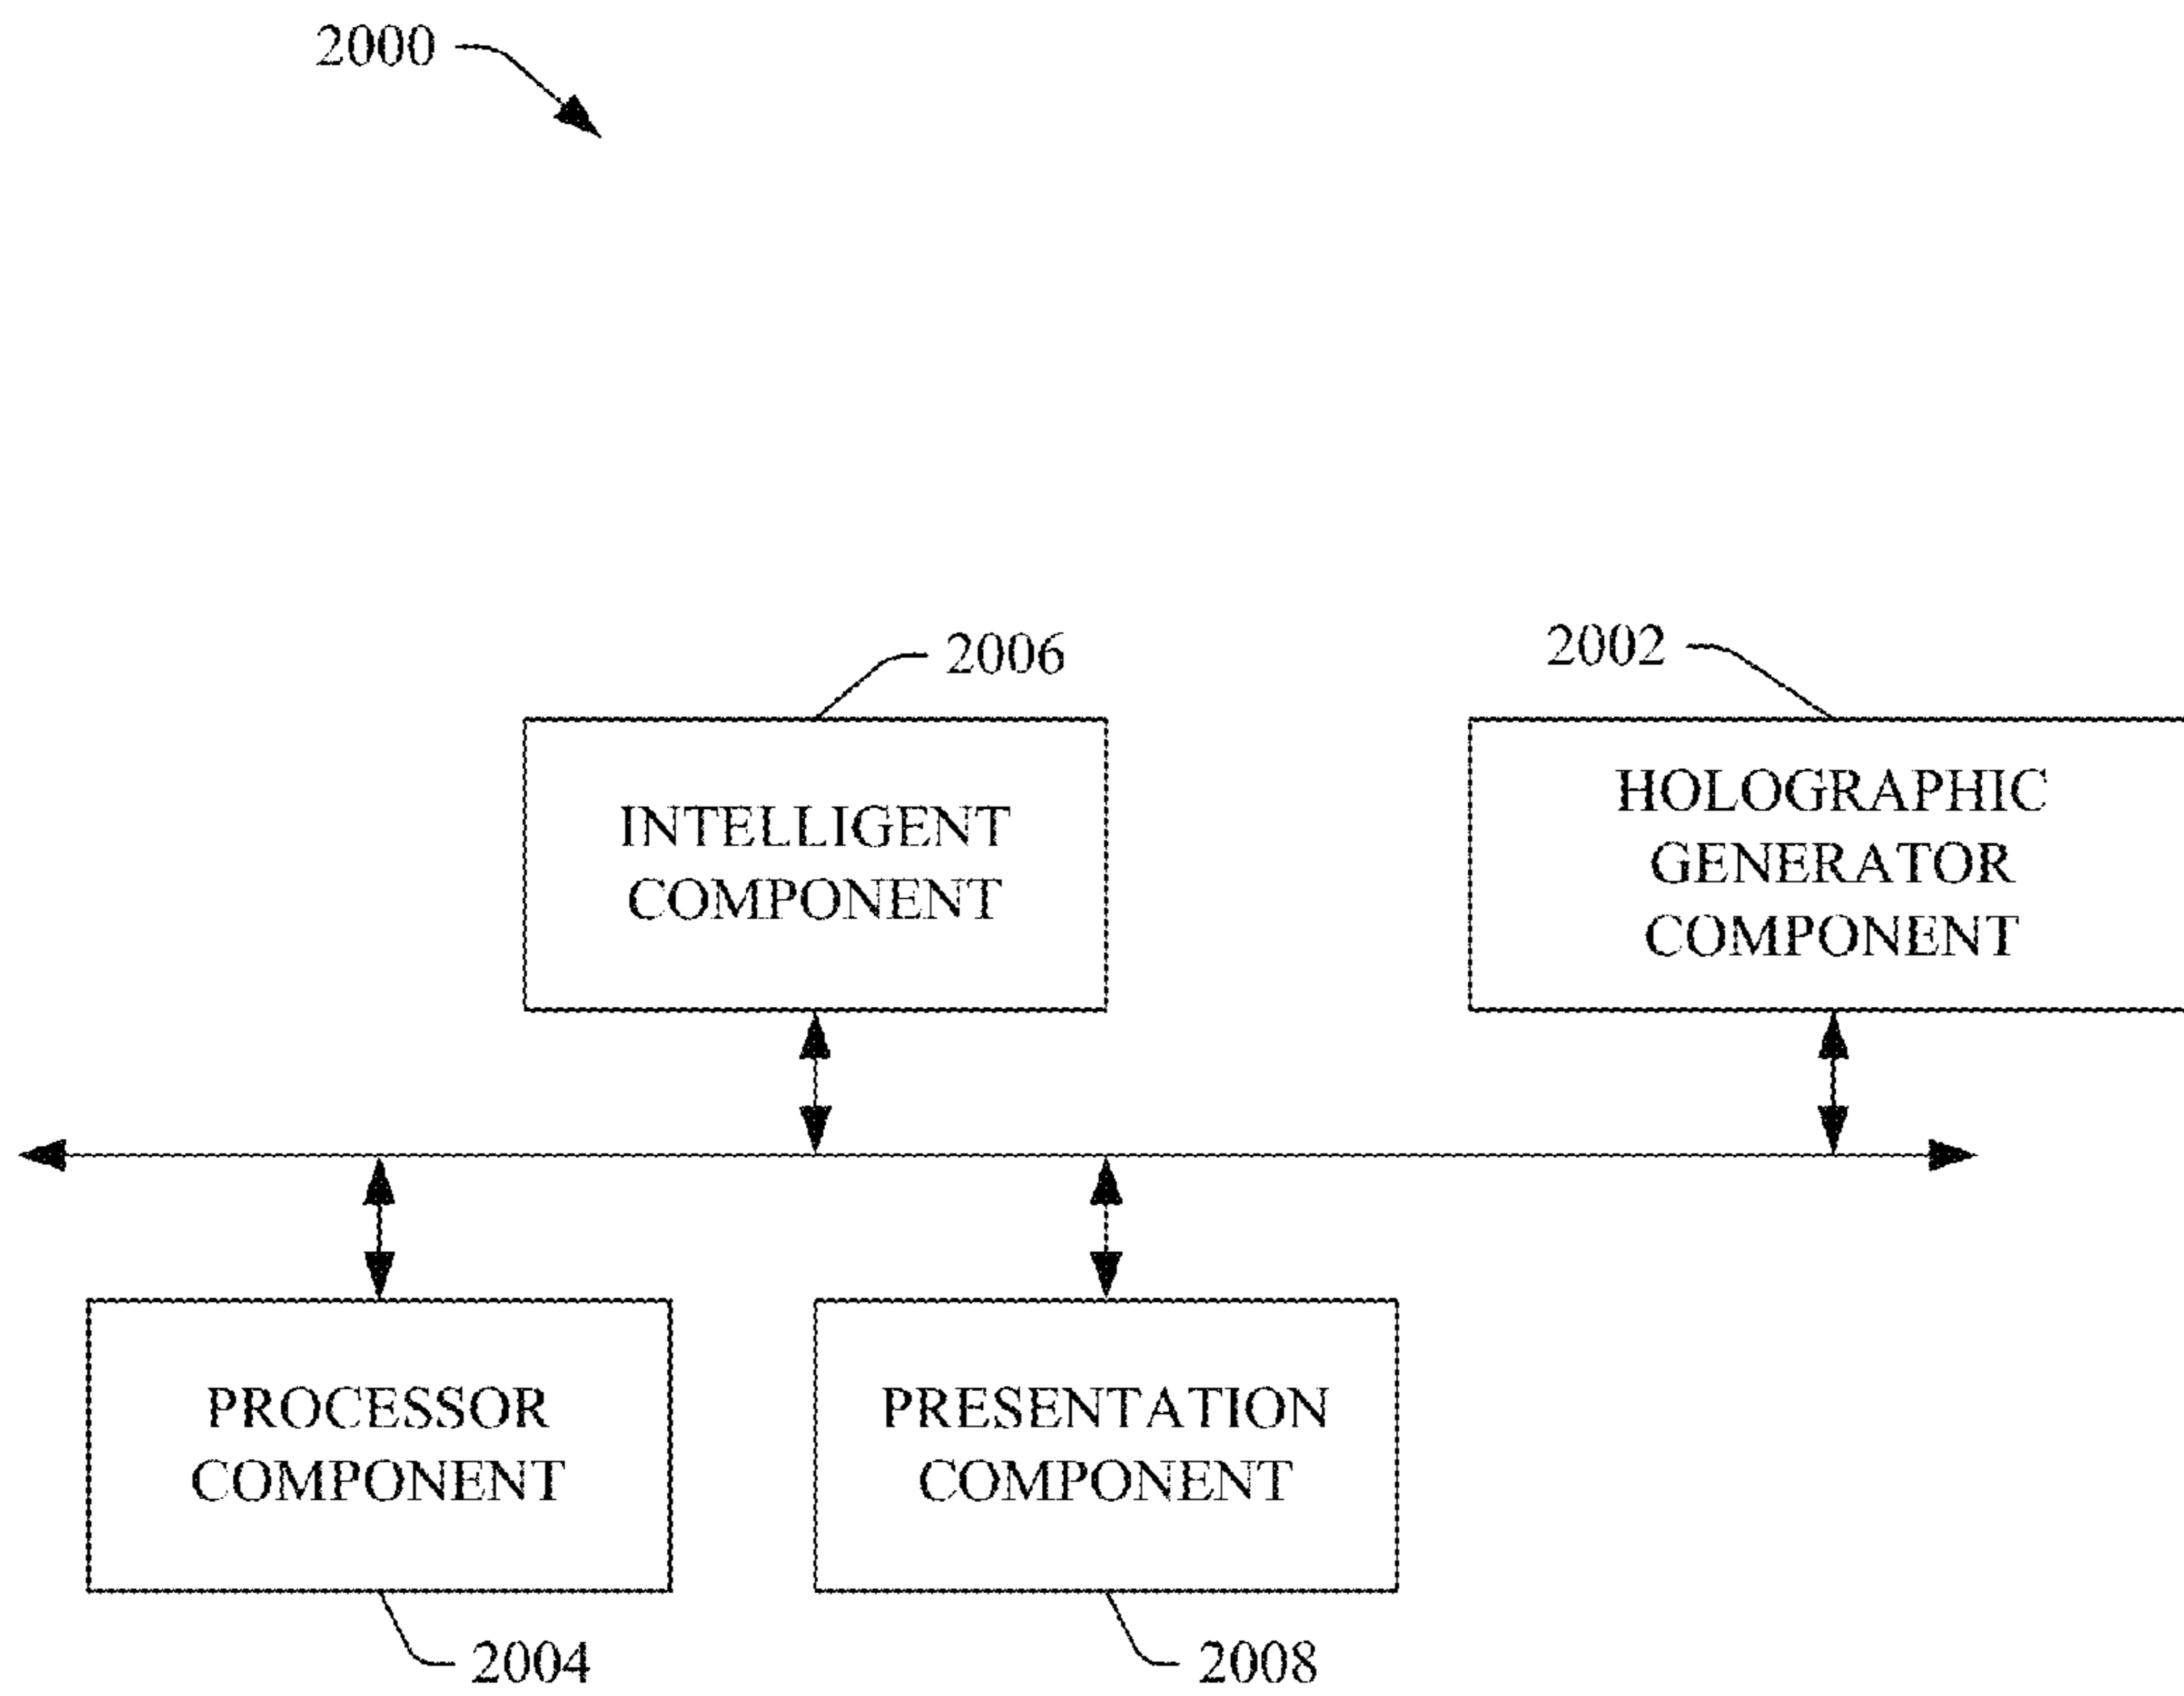 2000
2006
2002
INTELLIGENT
COMPONENT
HOLOGRAPHIC
GENERATOR
COMPONENT
PROCESSOR
COMPONENT
PRESENTATION
COMPONENT
2004
2008